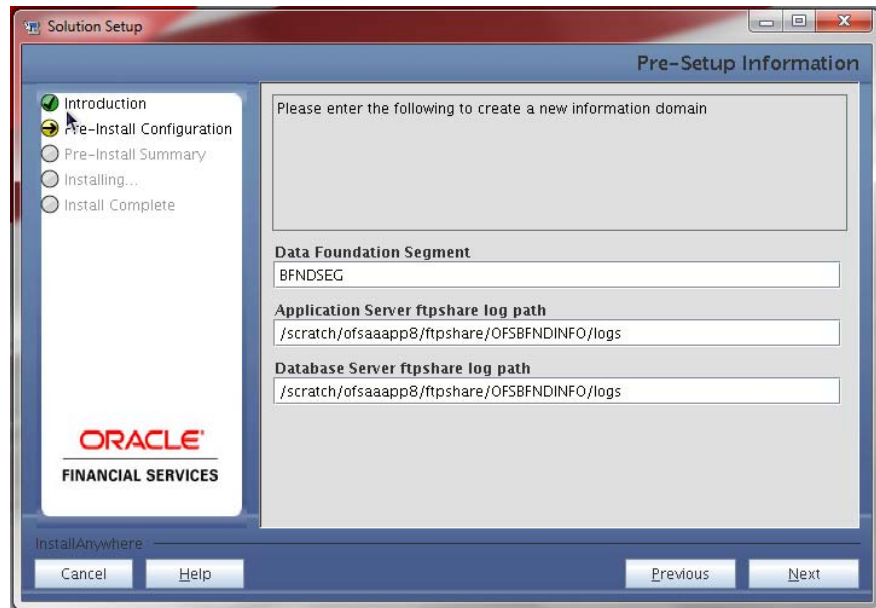 Solution Setup
Pre-Setup Information
Introduction
Pre-Install Configuration
Pre-Install Summary
Installing...
Install Complete
ORACLE
FINANCIAL SERVICES
Please enter the following to create a new information domain
Data Foundation Segment
BFNDSEG
Application Server ftpshare log path
/scratch/ofsaaapp8/ftpshare/OFSBFNDINFO/logs
Database Server ftpshare log path
/scratch/ofsaaapp8/ftpshare/OFSBFNDINFO/logs
InstallAnywhere
Cancel Help Previous Next